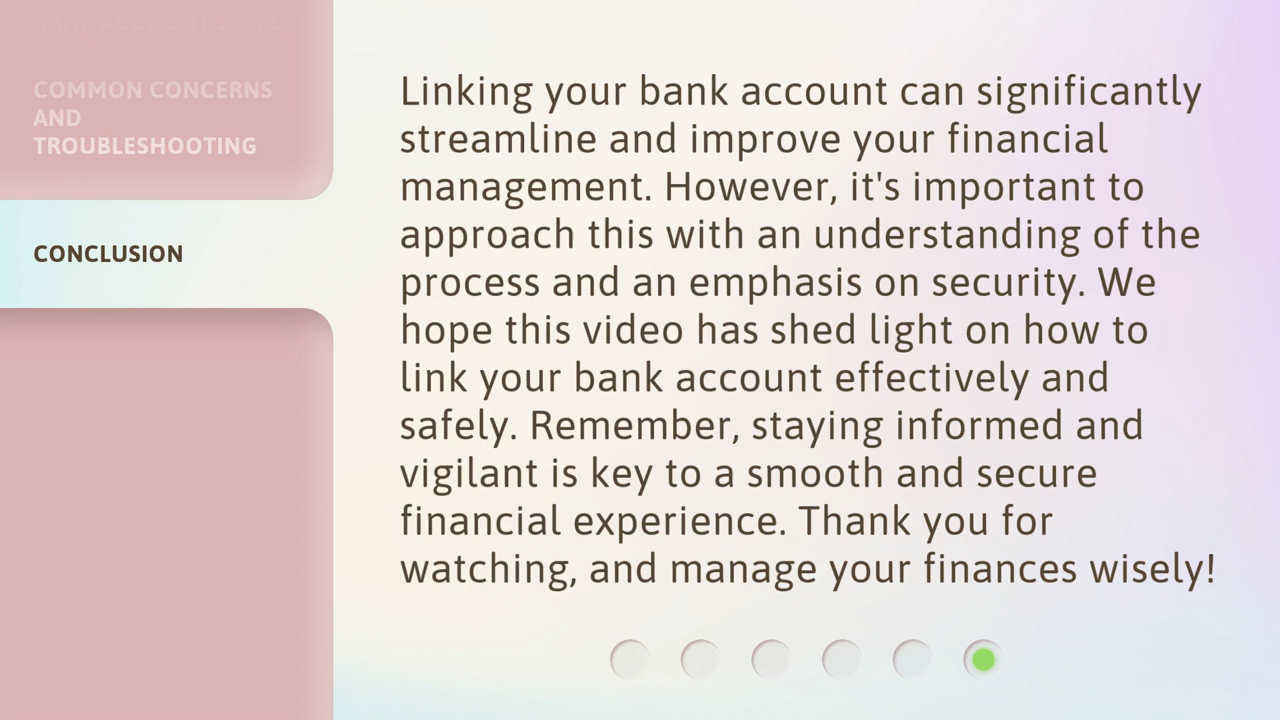 BANK ACCOUNT SAFELY
COMMON CONCERNS
AND
TROUBLESHOOTING
CONCLUSION
Linking your bank account can significantly
streamline and improve your financial
management. However, it's important to
approach this with an understanding of the
process and an emphasis on security. We
hope this video has shed light on how to
link your bank account effectively and
safely. Remember, staying informed and
vigilant is key to a smooth and secure
financial experience. Thank you for
watching, and manage your finances wisely!